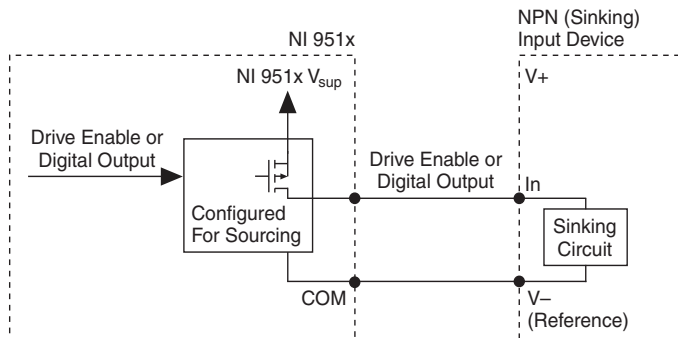 NI 951x
NPN (Sinking)
Input Device
NI 951x Vsup
V+
Drive Enable or
Digital Output
Drive Enable or
Digital Output
In
Configured
For Sourcing
Sinking
Circuit
COM
V–
(Reference)